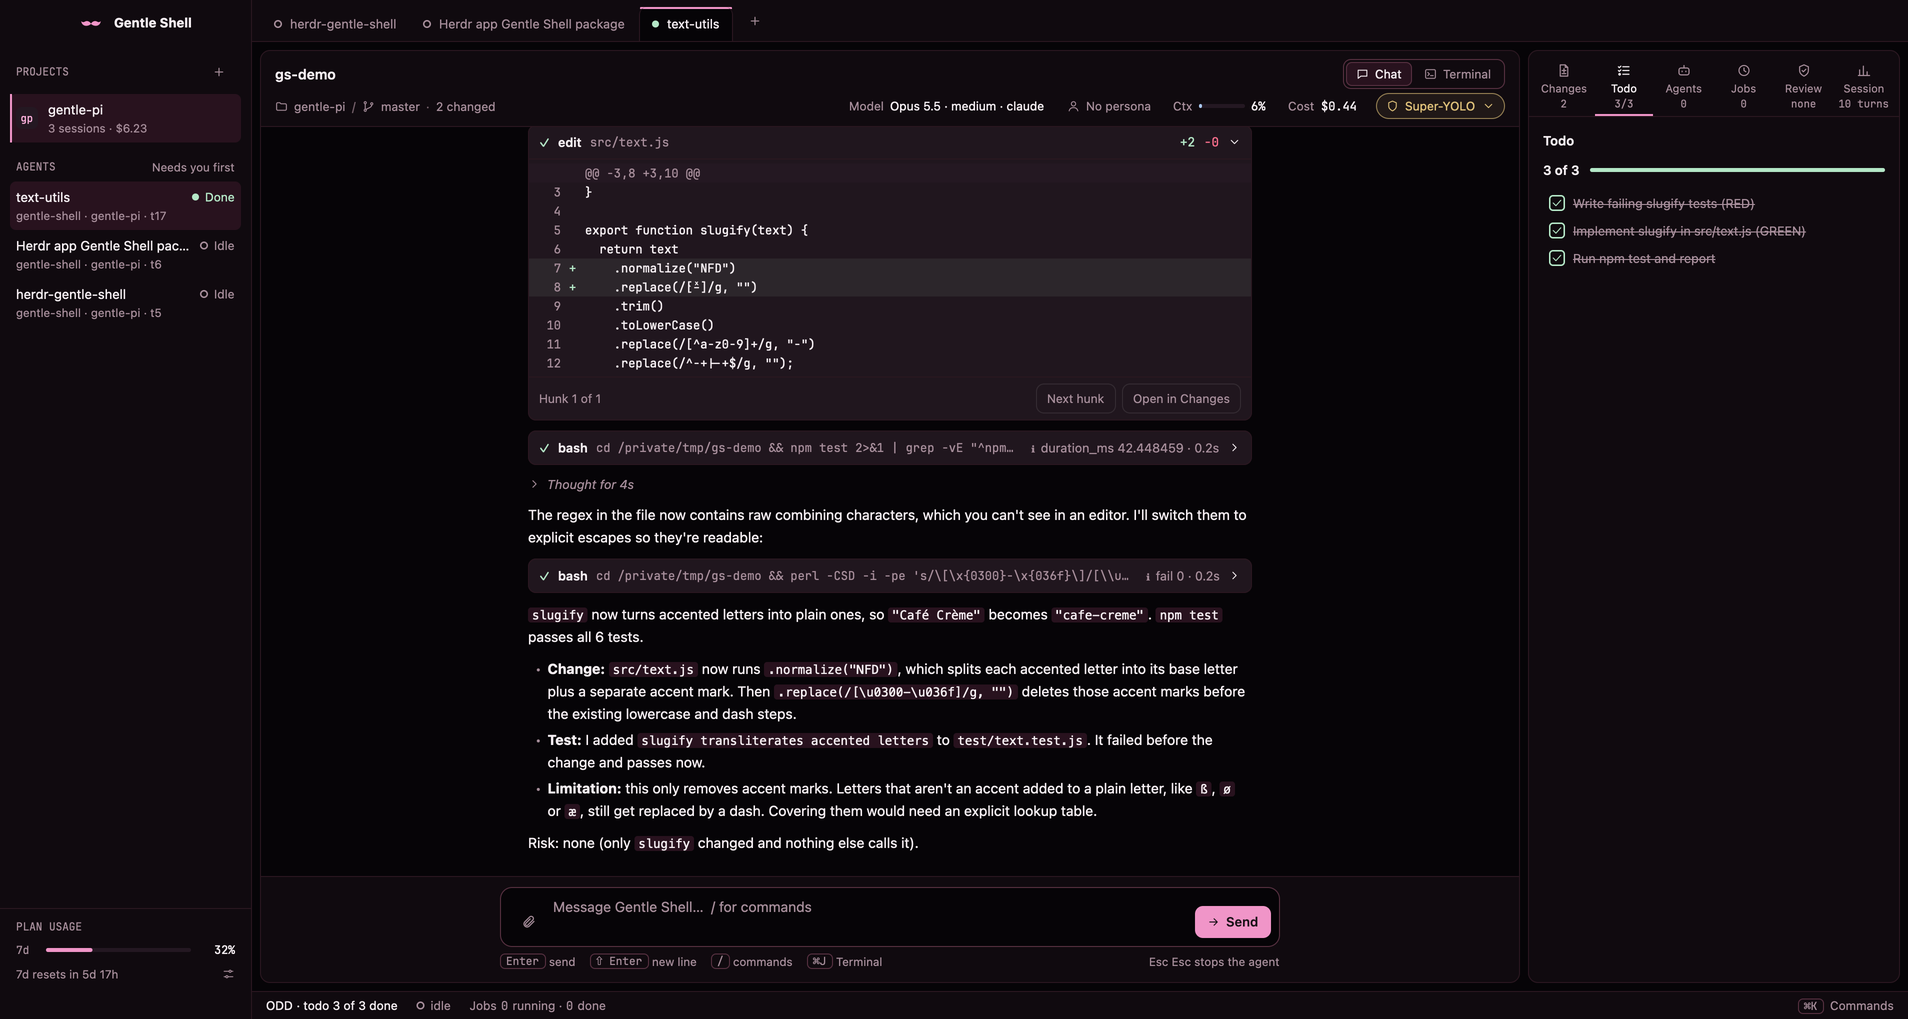 Gentle Shell
PROJECTS +
gp gentle-pi
3 sessions · $6.23
AGENTS Needs you first
text-utils Done
gentle-shell · gentle-pi · t17
Herdr app Gentle Shell pac... Idle
gentle-shell · gentle-pi · t6
herdr-gentle-shell Idle
gentle-shell · gentle-pi · t5
PLAN USAGE
7d 32%
7d resets in 5d 17h
herdr-gentle-shell Herdr app Gentle Shell package text-utils +
gs-demo
Chat Terminal
gentle-pi / master · 2 changed
Model Opus 5.5 · medium · claude No persona Ctx 6% Cost $0.44 Super-YOLO
edit src/text.js +2 -0
@@ -3,8 +3,10 @@
3 }
4
5 export function slugify(text) {
6 return text
7 + .normalize("NFD")
8 + .replace(/[]/g, "")
9 .trim()
10 .toLowerCase()
11 .replace(/[^a-z0-9]+/g, "-")
12 .replace(/^-+|-+$/g, "");
Hunk 1 of 1 Next hunk Open in Changes
bash cd /private/tmp/gs-demo && npm test 2>&1 | grep -vE "^npm… ℹ duration_ms 42.448459 · 0.2s
Thought for 4s
The regex in the file now contains raw combining characters, which you can't see in an editor. I'll switch them to
explicit escapes so they're readable:
bash cd /private/tmp/gs-demo && perl -CSD -i -pe 's/\[\x{0300}-\x{036f}\]/[\\u… ℹ fail 0 · 0.2s
slugify now turns accented letters into plain ones, so "Café Crème" becomes "cafe-creme". npm test
passes all 6 tests.
• Change: src/text.js now runs .normalize("NFD"), which splits each accented letter into its base letter
plus a separate accent mark. Then .replace(/[\u0300-\u036f]/g, "") deletes those accent marks before
the existing lowercase and dash steps.
• Test: I added slugify transliterates accented letters to test/text.test.js. It failed before the
change and passes now.
• Limitation: this only removes accent marks. Letters that aren't an accent added to a plain letter, like ß, ø
or æ, still get replaced by a dash. Covering them would need an explicit lookup table.
Risk: none (only slugify changed and nothing else calls it).
Message Gentle Shell... / for commands
Send
Enter send ⇧ Enter new line / commands ⌘J Terminal Esc Esc stops the agent
Changes Todo Agents Jobs Review Session
2 3/3 0 0 none 10 turns
Todo
3 of 3
Write failing slugify tests (RED)
Implement slugify in src/text.js (GREEN)
Run npm test and report
ODD · todo 3 of 3 done idle Jobs 0 running · 0 done ⌘K Commands